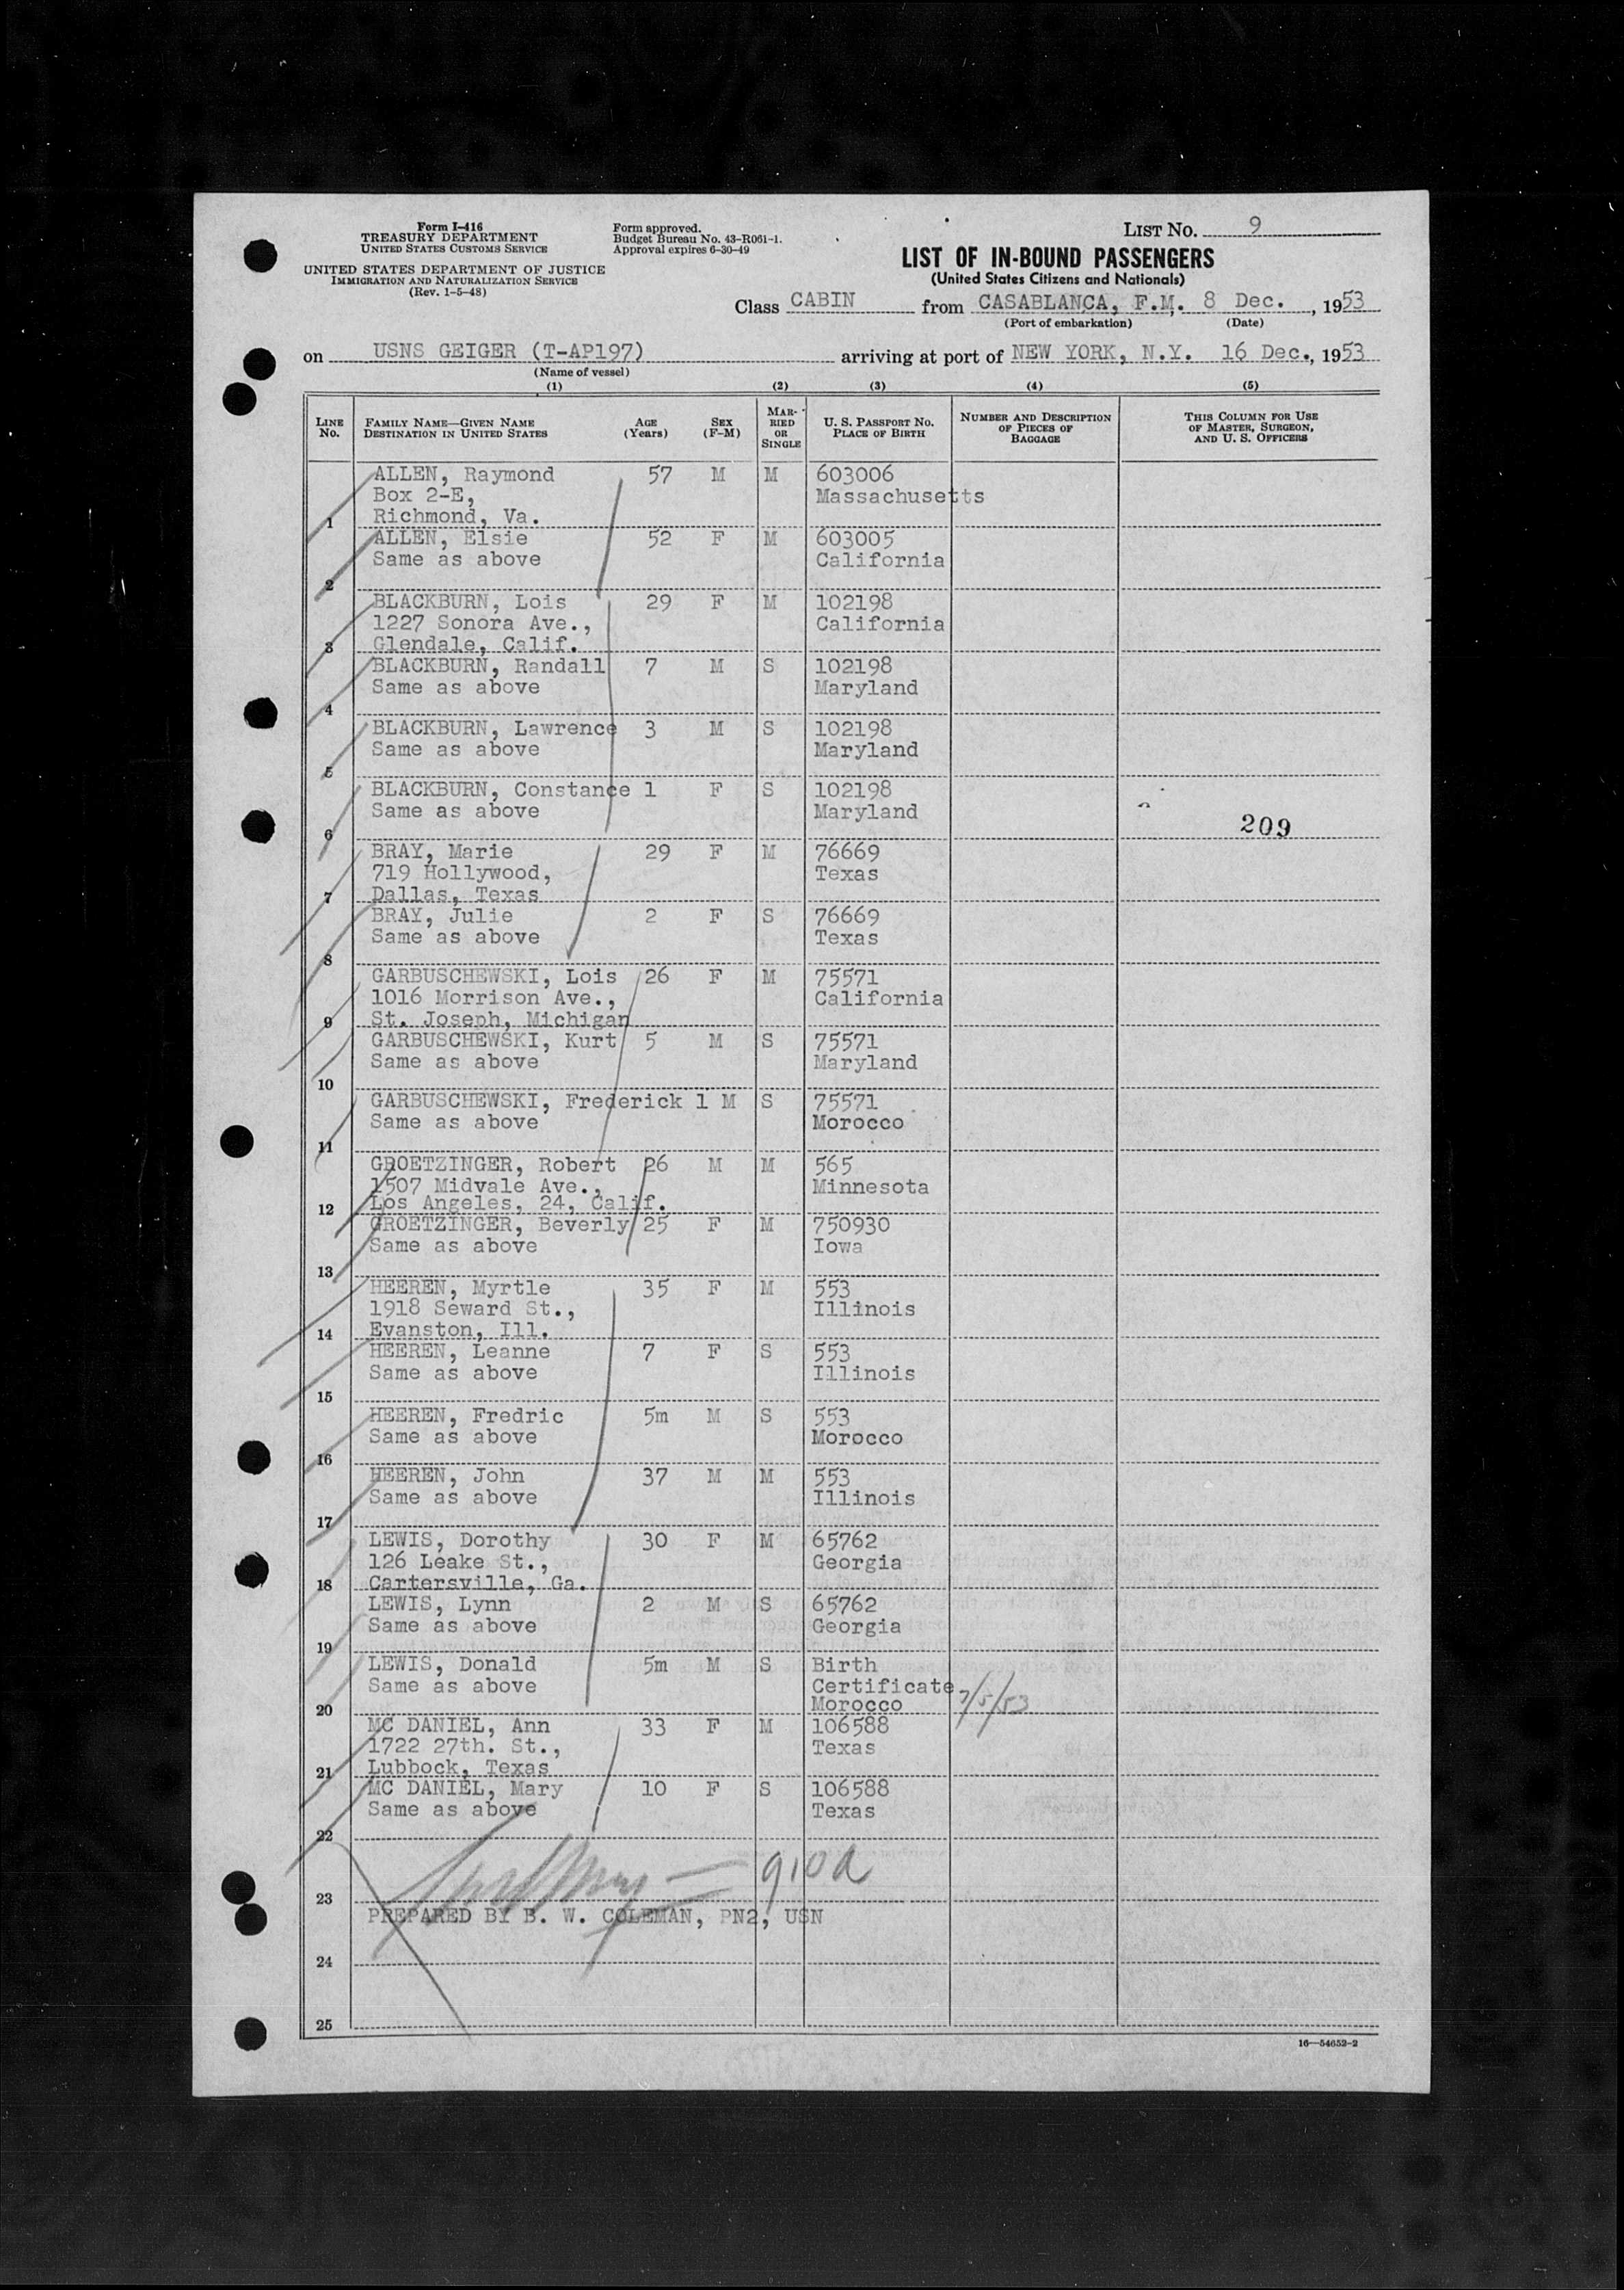 Form I-416
TREASURY DEPARTMENT
UNITED STATES CUSTOMS SERVICE
UNITED STATES DEPARTMENT OF JUSTICE
IMMIGRATION AND NATURALIZATION SERVICE
(Rev. 1-5-48)
Form approved.
Budget Bureau No. 43-R061-1.
Approval expires 6-30-49
LIST No. 9
LIST OF IN-BOUND PASSENGERS
(United States Citizens and Nationals)
Class CABIN from CASABLANCA, F.M. 8 Dec., 1953
(Port of embarkation) (Date)
on USNS GEIGER (T-AP197) arriving at port of NEW YORK, N.Y. 16 Dec., 1953
(Name of vessel)
(1) (2) (3) (4) (5)
LINE No. FAMILY NAME—GIVEN NAME DESTINATION IN UNITED STATES AGE (Years) SEX (F-M) MARRIED OR SINGLE U. S. PASSPORT No. PLACE OF BIRTH NUMBER AND DESCRIPTION OF PIECES OF BAGGAGE THIS COLUMN FOR USE OF MASTER, SURGEON, AND U. S. OFFICERS
ALLEN, Raymond 57 M M 603006
Box 2-E, Massachusetts
1 Richmond, Va.
ALLEN, Elsie 52 F M 603005
Same as above California
2
BLACKBURN, Lois 29 F M 102198
1227 Sonora Ave., California
3 Glendale, Calif.
BLACKBURN, Randall 7 M S 102198
Same as above Maryland
4
BLACKBURN, Lawrence 3 M S 102198
Same as above Maryland
5
BLACKBURN, Constance 1 F S 102198
Same as above Maryland
6 209
BRAY, Marie 29 F M 76669
719 Hollywood, Texas
7 Dallas, Texas
BRAY, Julie 2 F S 76669
Same as above Texas
8
GARBUSCHEWSKI, Lois 26 F M 75571
1016 Morrison Ave., California
9 St. Joseph, Michigan
GARBUSCHEWSKI, Kurt 5 M S 75571
Same as above Maryland
10
GARBUSCHEWSKI, Frederick 1 M S 75571
Same as above Morocco
11
GROETZINGER, Robert 26 M M 565
1507 Midvale Ave., Minnesota
12 Los Angeles, 24, Calif.
GROETZINGER, Beverly 25 F M 750930
Same as above Iowa
13
HEEREN, Myrtle 35 F M 553
1918 Seward St., Illinois
14 Evanston, Ill.
HEEREN, Leanne 7 F S 553
Same as above Illinois
15
HEEREN, Fredric 5m M S 553
Same as above Morocco
16
HEEREN, John 37 M M 553
Same as above Illinois
17
LEWIS, Dorothy 30 F M 65762
126 Leake St., Georgia
18 Cartersville, Ga.
LEWIS, Lynn 2 M S 65762
Same as above Georgia
19
LEWIS, Donald 5m M S Birth
Same as above Certificate
20 Morocco 7/5/53
MC DANIEL, Ann 33 F M 106588
1722 27th. St., Texas
21 Lubbock, Texas
MC DANIEL, Mary 10 F S 106588
Same as above Texas
22
910a
23
PREPARED BY B. W. COLEMAN, PN2, USN
24
25
16—54652-2